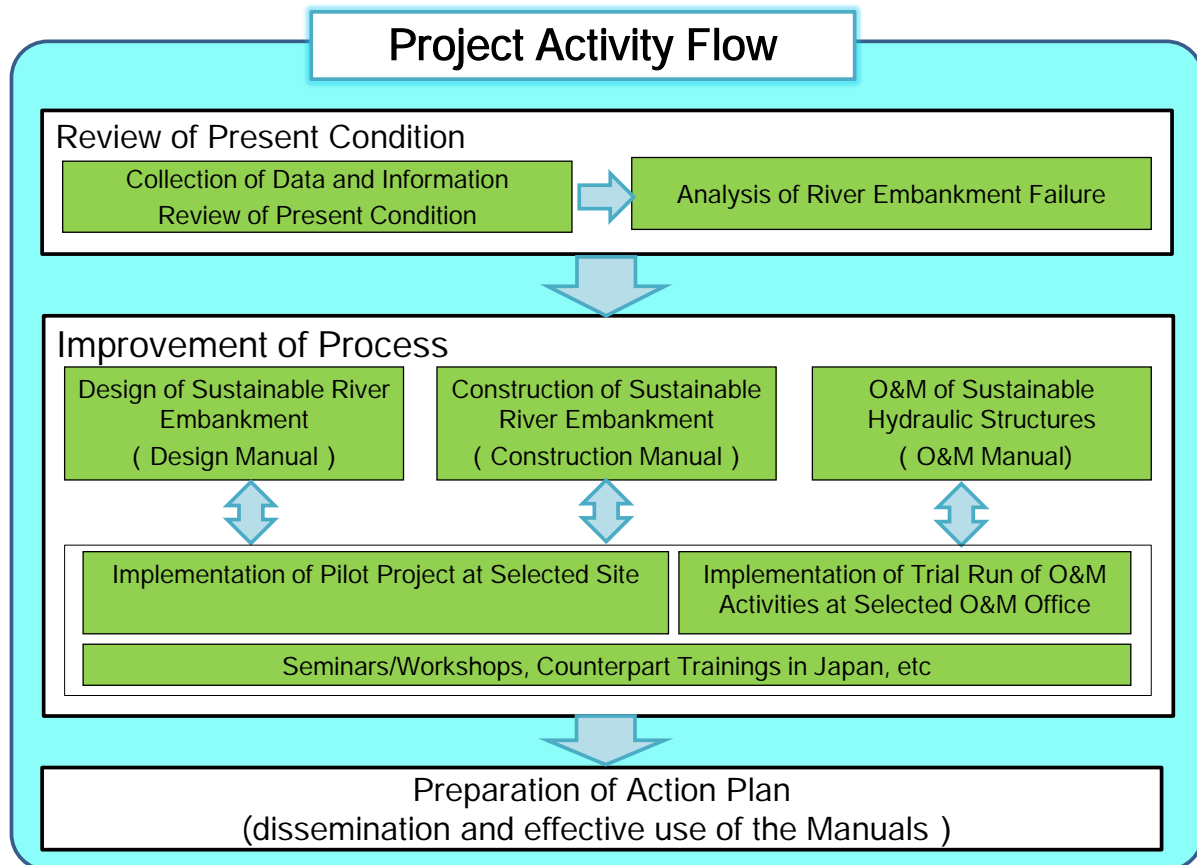 Project Activity Flow
Review of Present Condition
Collection of Data and Information
Review of Present Condition
Analysis of River Embankment Failure
Improvement of Process
Design of Sustainable River
Embankment
( Design Manual )
Construction of Sustainable
River Embankment
( Construction Manual )
O&M of Sustainable
Hydraulic Structures
( O&M Manual)
Implementation of Pilot Project at Selected Site
Implementation of Trial Run of O&M
Activities at Selected O&M Office
Seminars/Workshops, Counterpart Trainings in Japan, etc
Preparation of Action Plan
(dissemination and effective use of the Manuals )